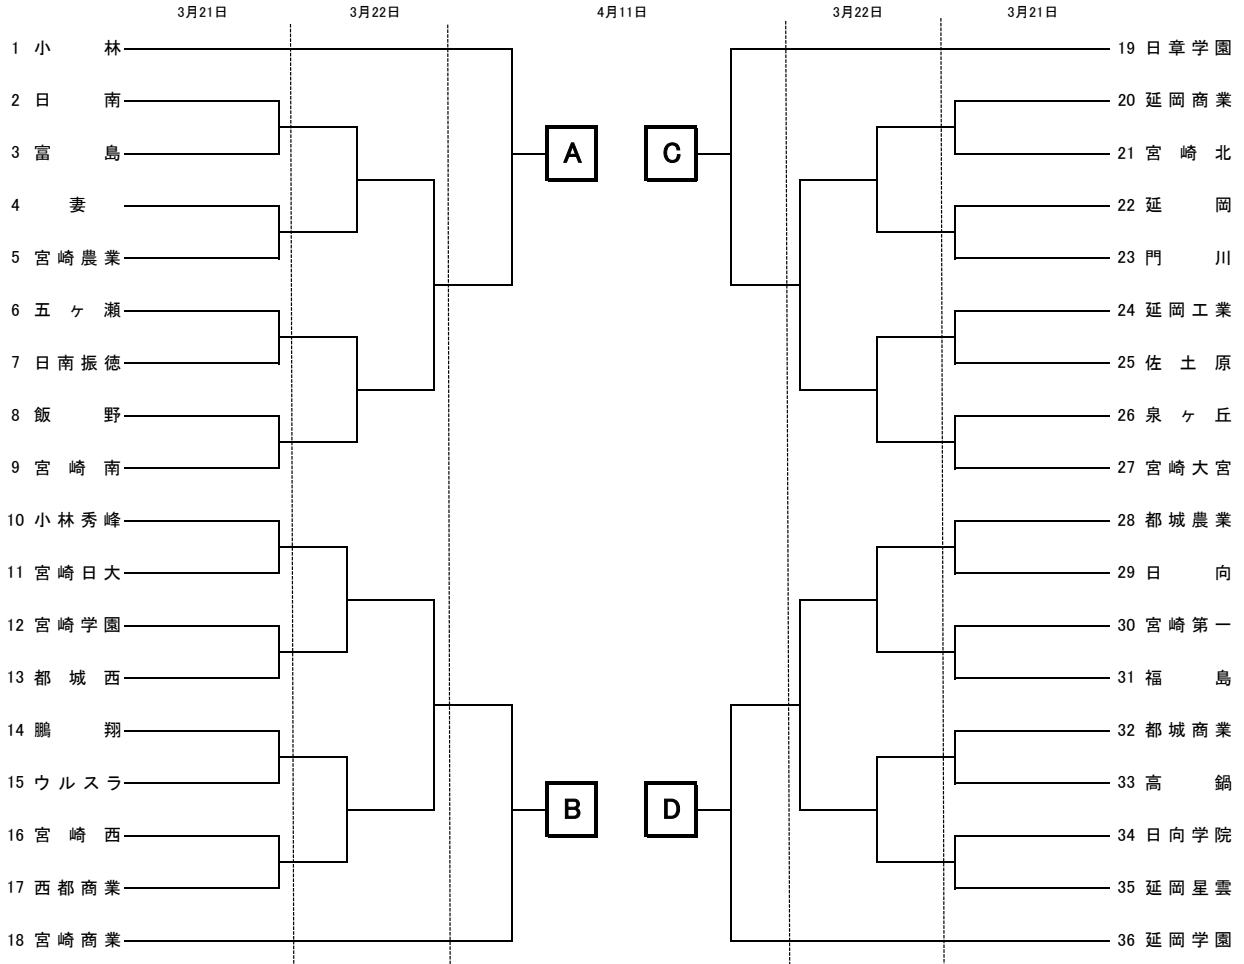 3月21日 3月22日 4月11日 3月22日 3月21日
1 小林
2 日南
3 富島
4 妻
5 宮崎農業
6 五ヶ瀬
7 日南振徳
8 飯野
9 宮崎南
10 小林秀峰
11 宮崎日大
12 宮崎学園
13 都城西
14 鵬翔
15 ウルスラ
16 宮崎西
17 西都商業
18 宮崎商業
A
B
C
D
19 日章学園
20 延岡商業
21 宮崎北
22 延岡
23 門川
24 延岡工業
25 佐土原
26 泉ヶ丘
27 宮崎大宮
28 都城農業
29 日向
30 宮崎第一
31 福島
32 都城商業
33 高鍋
34 日向学院
35 延岡星雲
36 延岡学園